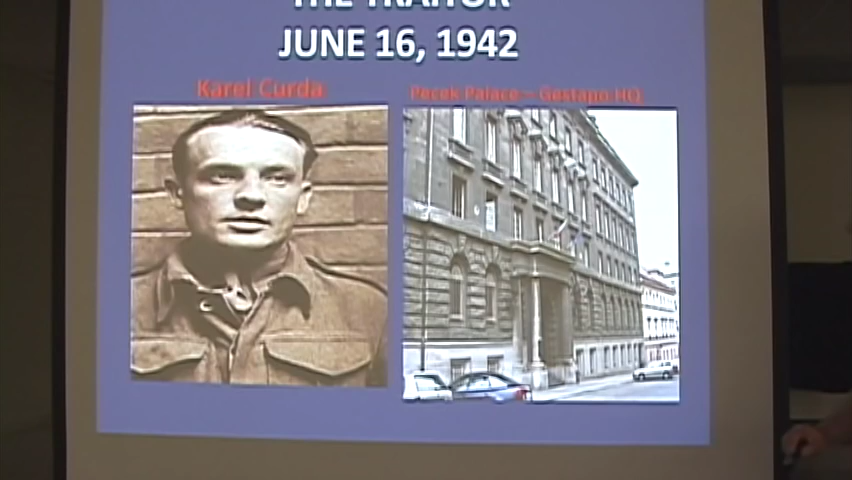 THE TRAITOR
JUNE 16, 1942
Karel Curda
Pecek Palace – Gestapo HQ